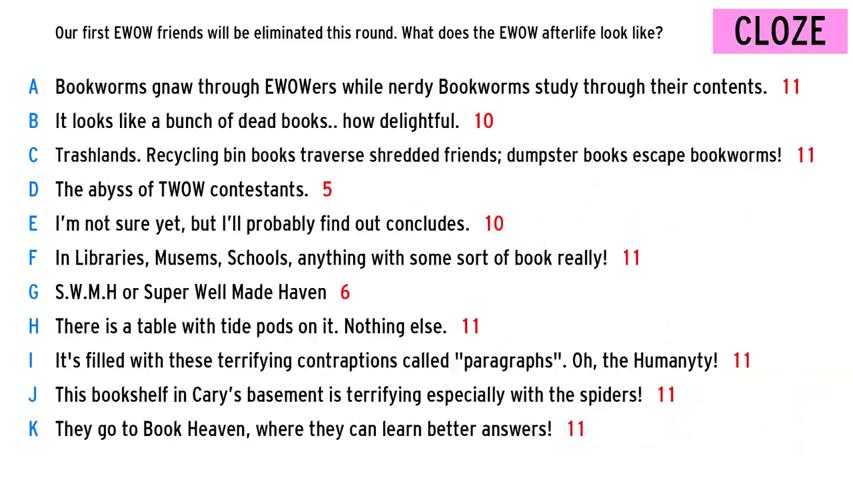 Our first EWOW friends will be eliminated this round. What does the EWOW afterlife look like?
CLOZE
A Bookworms gnaw through EWOWers while nerdy Bookworms study through their contents. 11
B It looks like a bunch of dead books.. how delightful. 10
C Trashlands. Recycling bin books traverse shredded friends; dumpster books escape bookworms! 11
D The abyss of TWOW contestants. 5
E I'm not sure yet, but I'll probably find out concludes. 10
F In Libraries, Musems, Schools, anything with some sort of book really! 11
G S.W.M.H or Super Well Made Haven 6
H There is a table with tide pods on it. Nothing else. 11
I It's filled with these terrifying contraptions called "paragraphs". Oh, the Humanyty! 11
J This bookshelf in Cary's basement is terrifying especially with the spiders! 11
K They go to Book Heaven, where they can learn better answers! 11